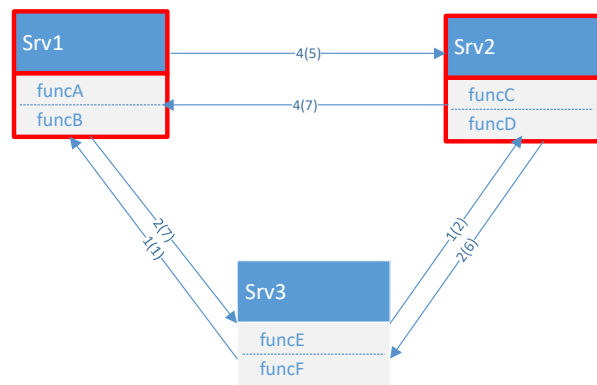 Srv1
Srv2
4(5)
funcA
funcC
4(7)
funcB
funcD
2(7)
1(1)
1(2)
2(6)
Srv3
funcE
funcF